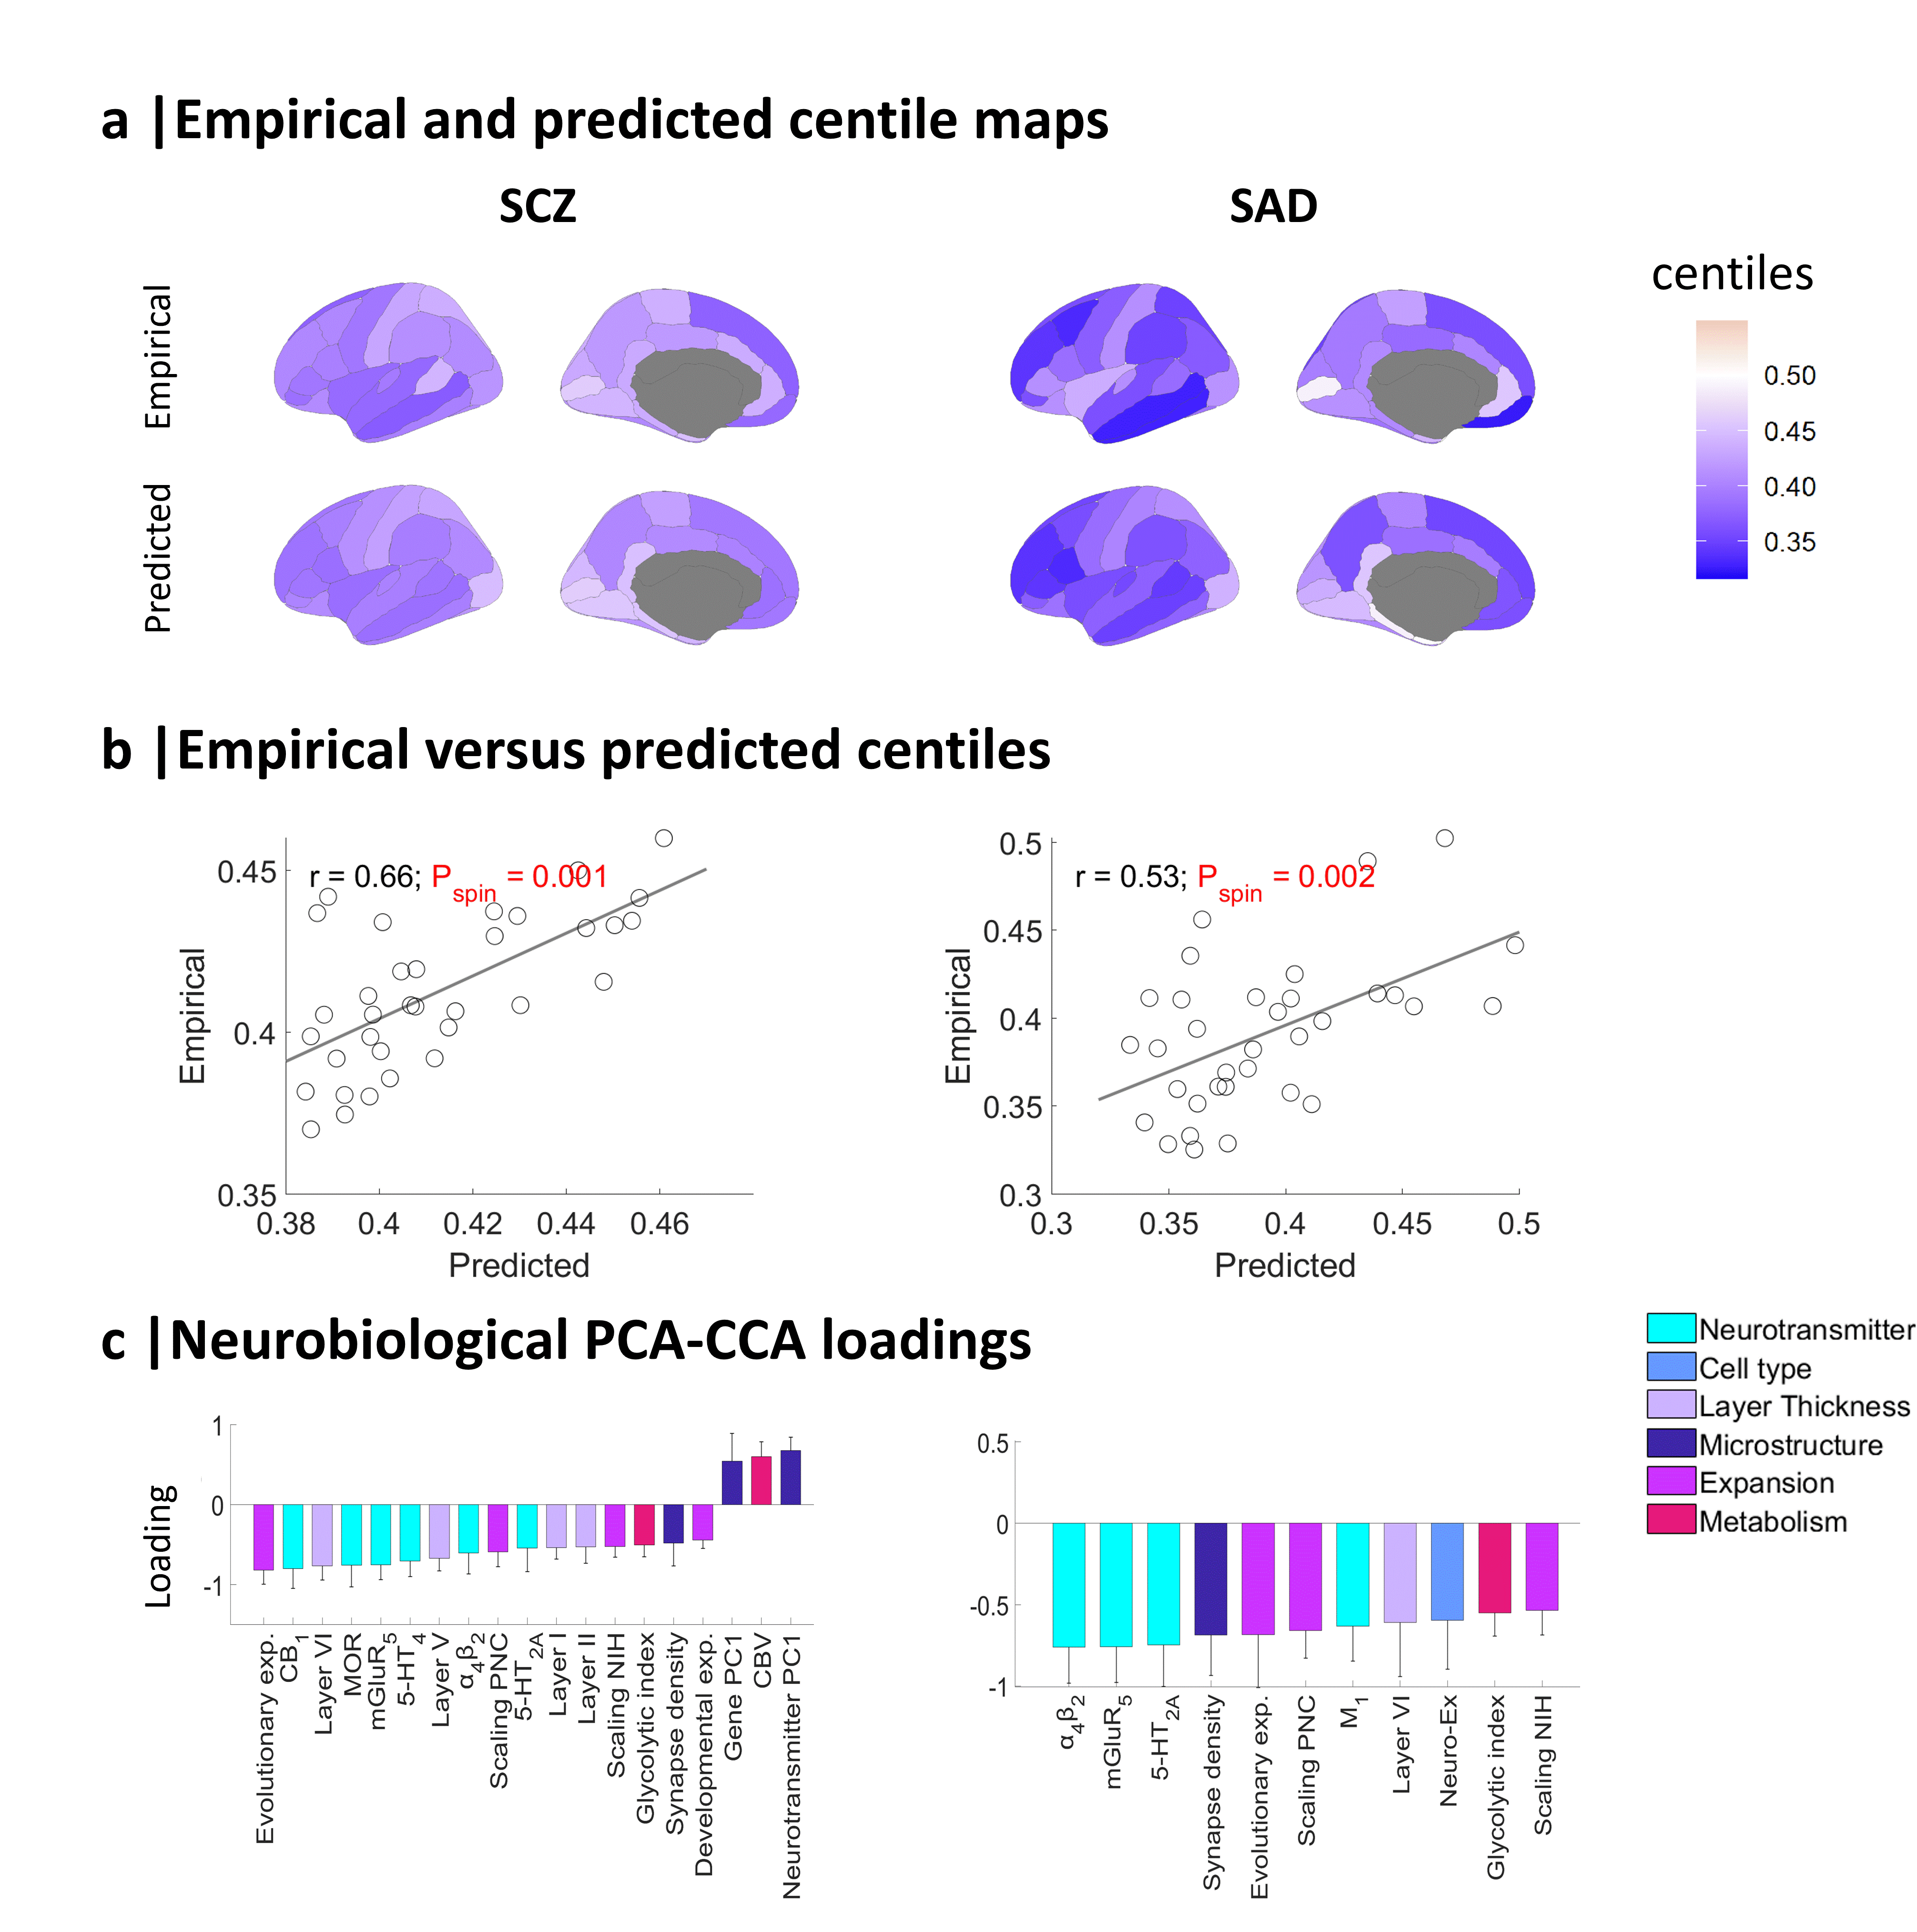 a |Empirical and predicted centile maps
SCZ
SAD
centiles
Empirical
Predicted
0.50
0.45
0.40
0.35
b |Empirical versus predicted centiles
r = 0.66; Pspin = 0.001
0.45
0.4
0.35
Empirical
0.38 0.4 0.42 0.44 0.46
Predicted
r = 0.53; Pspin = 0.002
0.5
0.45
0.4
0.35
0.3
Empirical
0.3 0.35 0.4 0.45 0.5
Predicted
c |Neurobiological PCA-CCA loadings
Neurotransmitter
Cell type
Layer Thickness
Microstructure
Expansion
Metabolism
Loading
1
0
-1
Evolutionary exp.
CB1
Layer VI
MOR
mGluR5
5-HT4
Layer V
α4β2
Scaling PNC
5-HT2A
Layer I
Layer II
Scaling NIH
Glycolytic index
Synapse density
Developmental exp.
Gene PC1
CBV
Neurotransmitter PC1
0.5
0
-0.5
-1
α4β2
mGluR5
5-HT2A
Synapse density
Evolutionary exp.
Scaling PNC
M1
Layer VI
Neuro-Ex
Glycolytic index
Scaling NIH